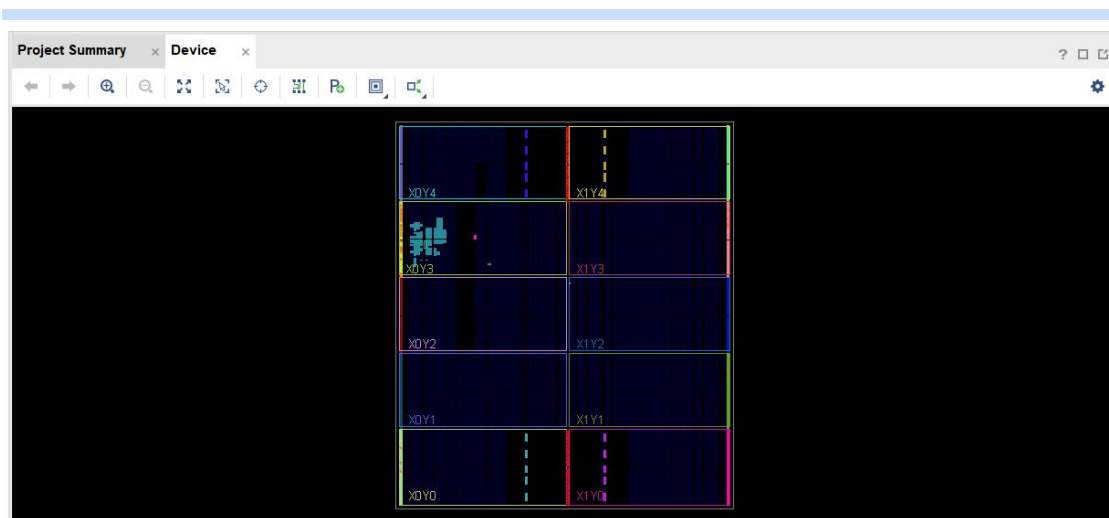 Project Summary × Device ×
? 
X0Y4 X1Y4
X0Y3 X1Y3
X0Y2 X1Y2
X0Y1 X1Y1
X0Y0 X1Y0